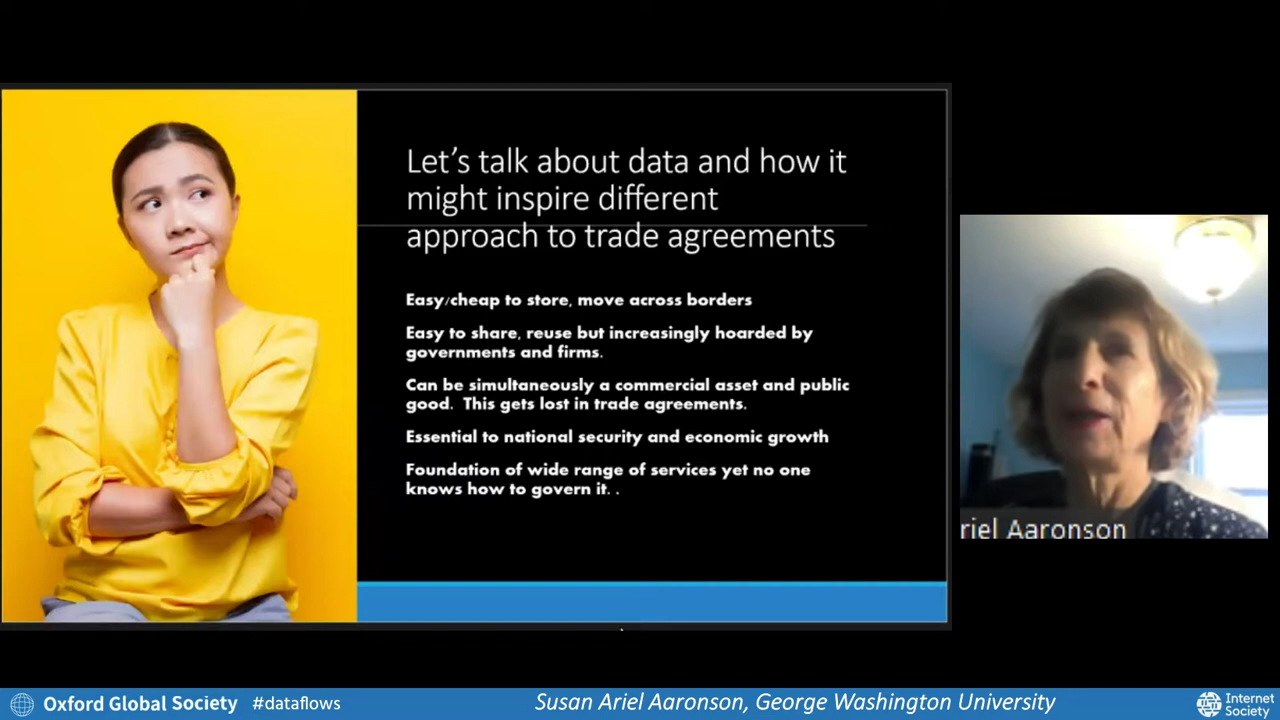 Let's talk about data and how it
might inspire different
approach to trade agreements
Easy/cheap to store, move across borders
Easy to share, reuse but increasingly hoarded by
governments and firms.
Can be simultaneously a commercial asset and public
good.  This gets lost in trade agreements.
Essential to national security and economic growth
Foundation of wide range of services yet no one
knows how to govern it. .
riel Aaronson
Oxford Global Society #dataflows
Susan Ariel Aaronson, George Washington University
Internet
Society